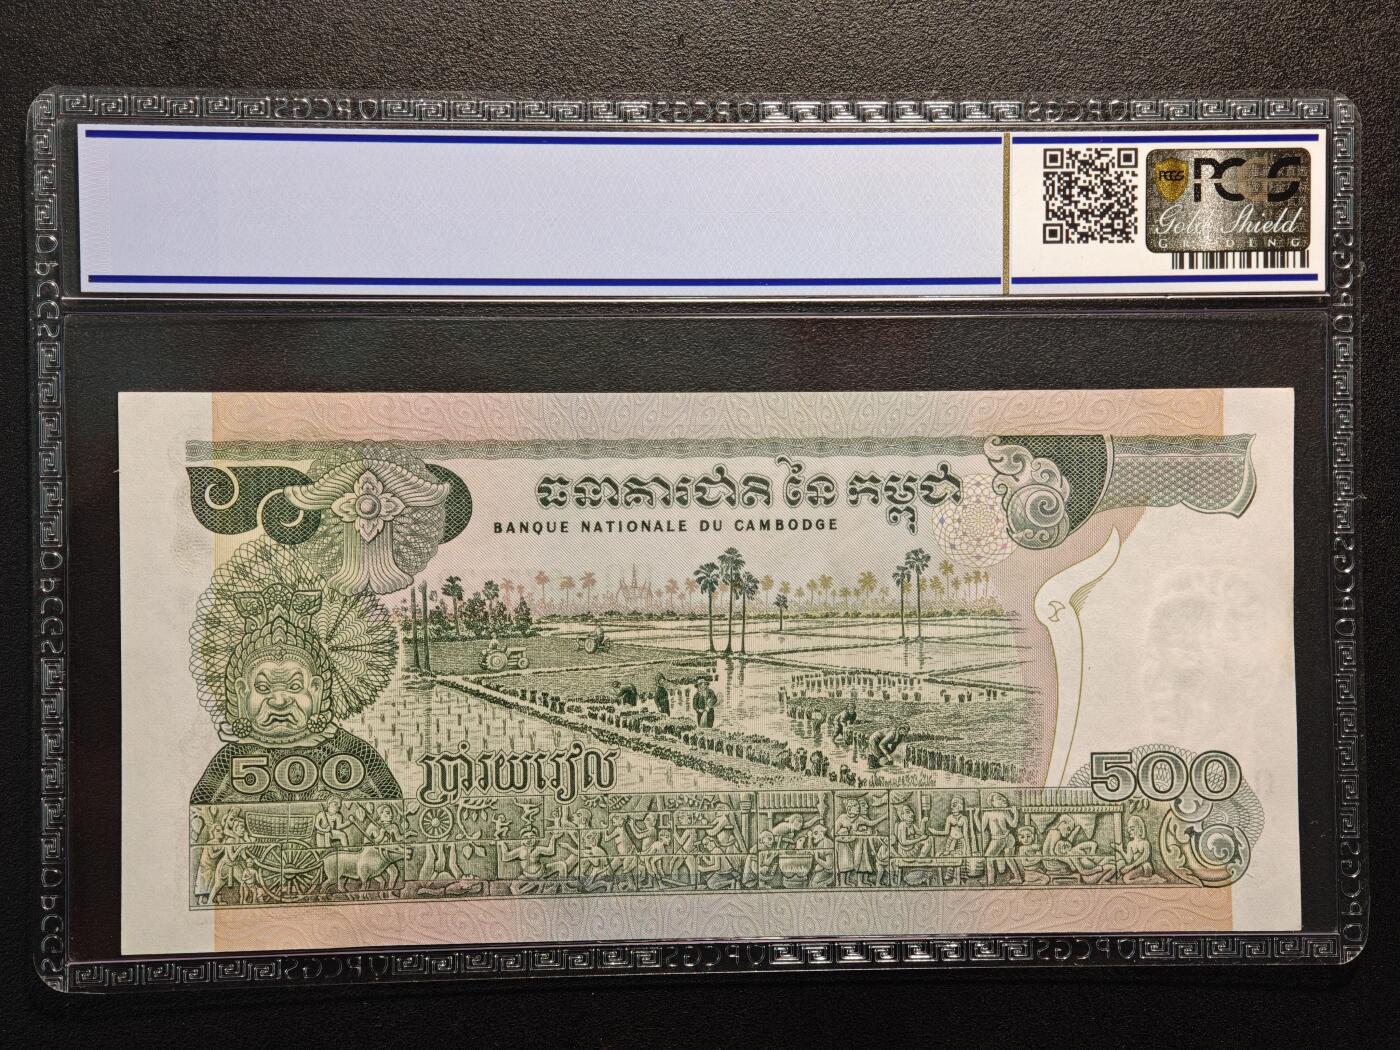 PCGS
PCGS
Gold Shield
GRADING
ធនាគារជាតិ នៃ កម្ពុជា
BANQUE NATIONALE DU CAMBODGE
500
ប្រាំរយរៀល
500